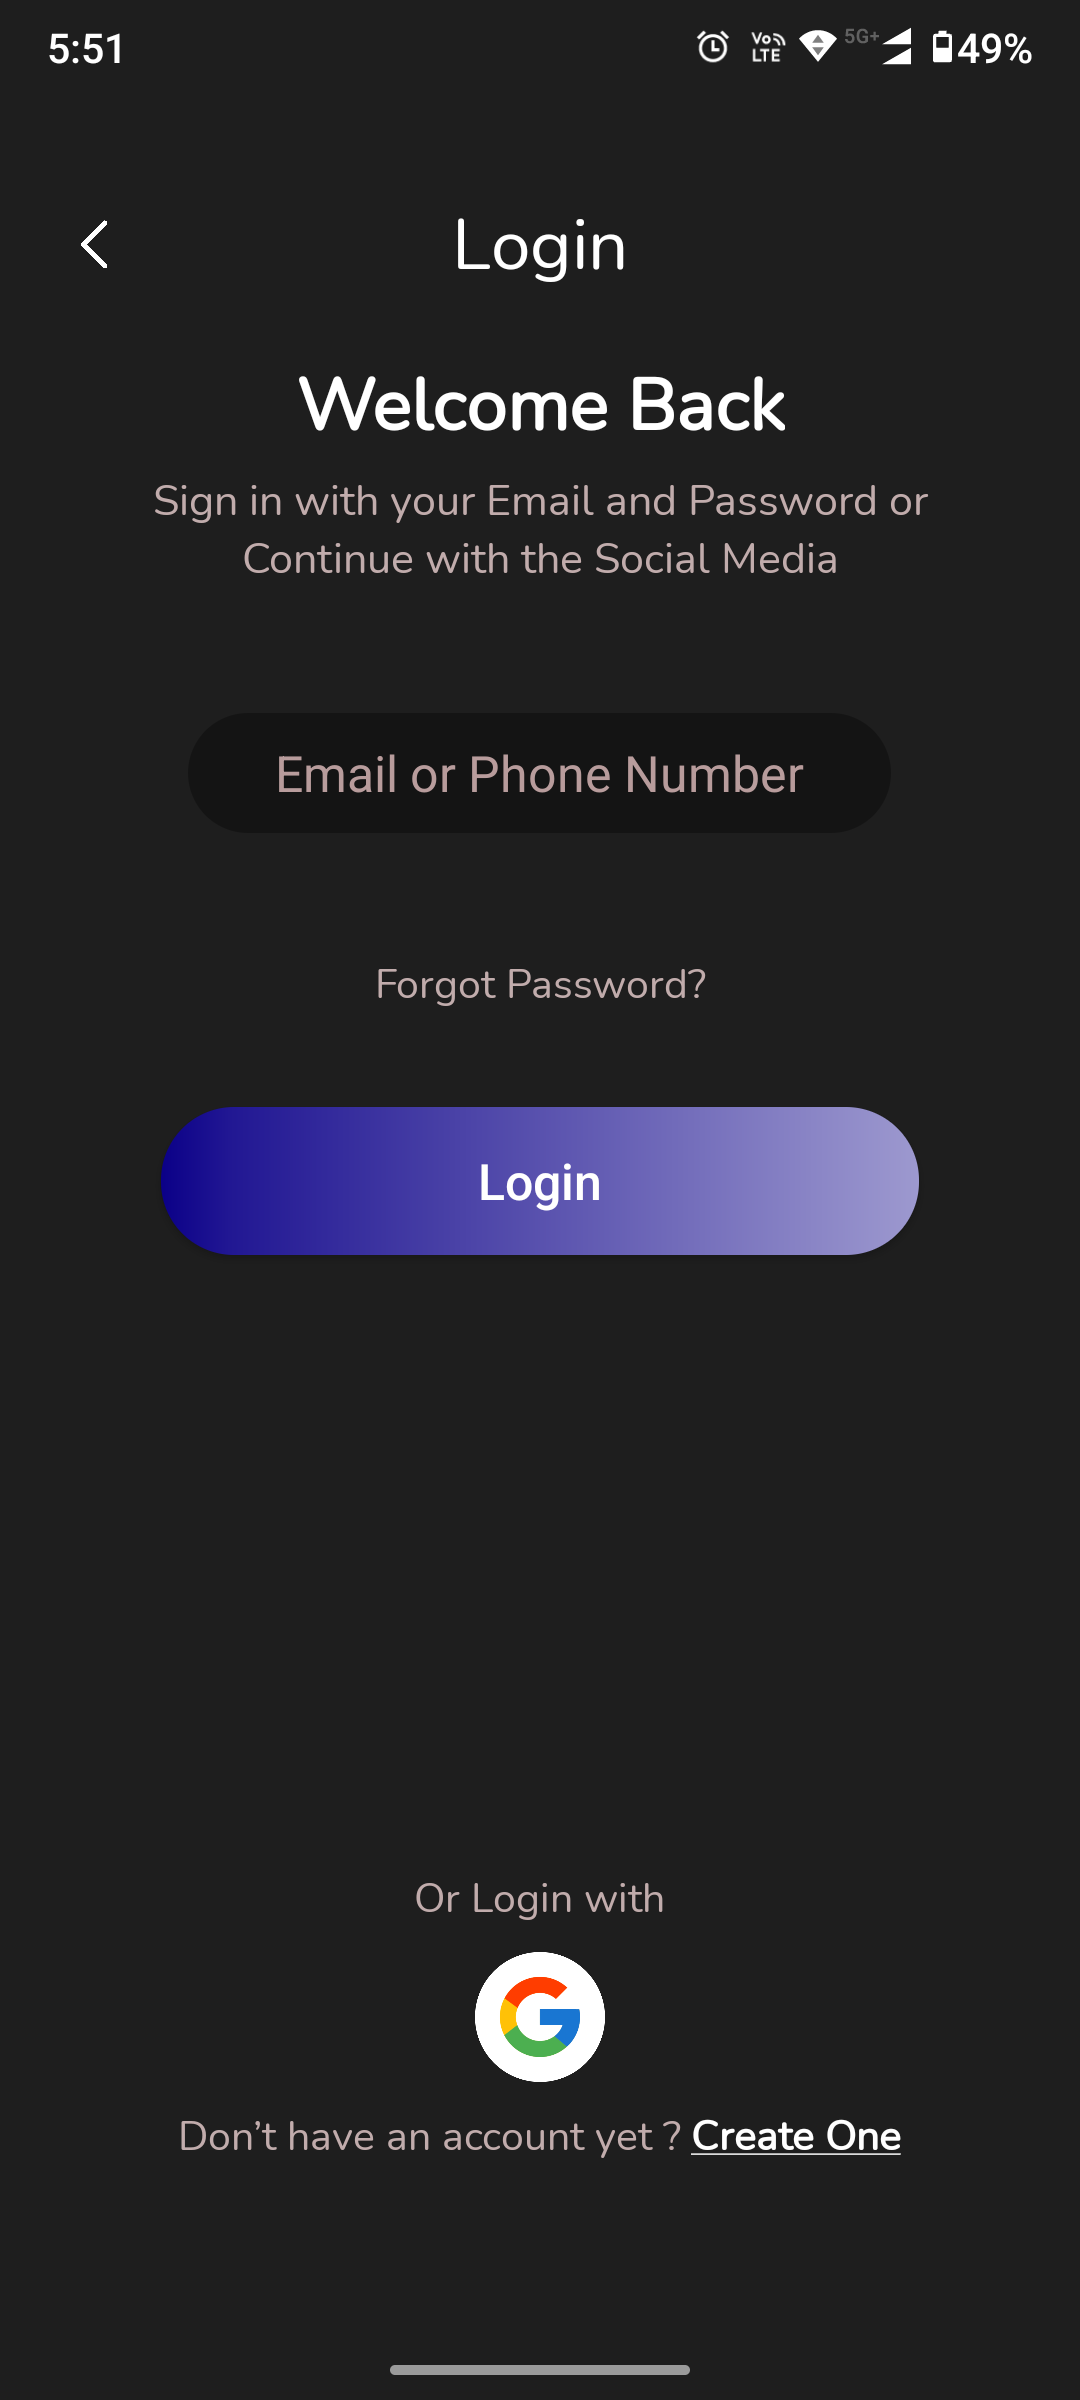 5:51
Vo LTE 5G+ 49%
Login
Welcome Back
Sign in with your Email and Password or
Continue with the Social Media
Email or Phone Number
Forgot Password?
Login
Or Login with
Don’t have an account yet ? Create One